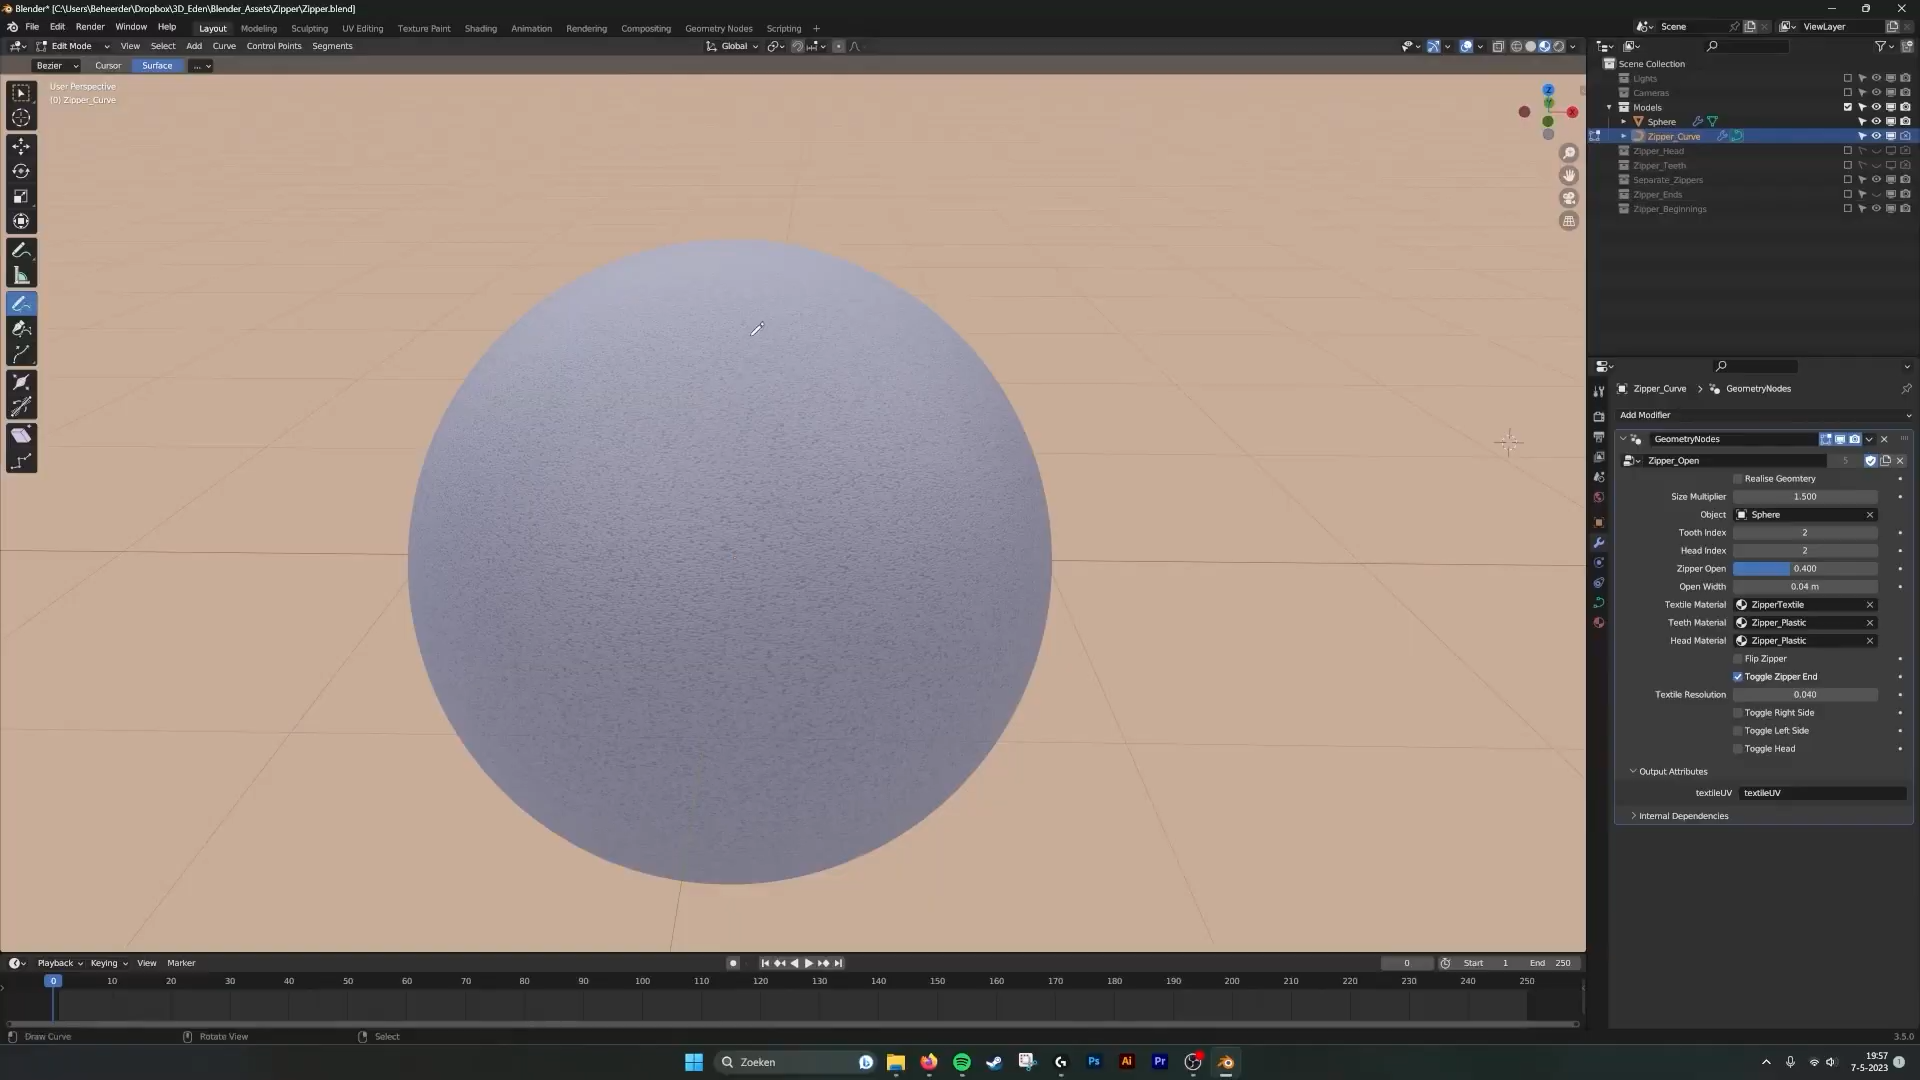 Blender* [C:\Users\Beheerder\Dropbox\3D_Eden\Blender_Assets\Zipper\Zipper.blend]
File Edit Render Window Help Layout Modeling Sculpting UV Editing Texture Paint Shading Animation Rendering Compositing Geometry Nodes Scripting +
Scene
ViewLayer
Edit Mode View Select Add Curve Control Points Segments
Global
Bezier Cursor Surface ...
User Perspective
(0) Zipper_Curve
Z
Y
X
Scene Collection
Lights
Cameras
Models
Sphere
Zipper_Curve
Zipper_Head
Zipper_Teeth
Separate_Zippers
Zipper_Ends
Zipper_Beginnings
Zipper_Curve > GeometryNodes
Add Modifier
GeometryNodes
Zipper_Open 5
Realise Geomtery
Size Multiplier 1.500
Object Sphere
Tooth Index 2
Head Index 2
Zipper Open 0.400
Open Width 0.04 m
Textile Material ZipperTextile
Teeth Material Zipper_Plastic
Head Material Zipper_Plastic
Flip Zipper
Toggle Zipper End
Textile Resolution 0.040
Toggle Right Side
Toggle Left Side
Toggle Head
Output Attributes
textileUV textileUV
Internal Dependencies
Playback Keying View Marker
0 Start 1 End 250
0 10 20 30 40 50 60 70 80 90 100 110 120 130 140 150 160 170 180 190 200 210 220 230 240 250
Draw Curve Rotate View Select
3.5.0
Zoeken
Ps Ai Pr
19:57
7-5-2023
1